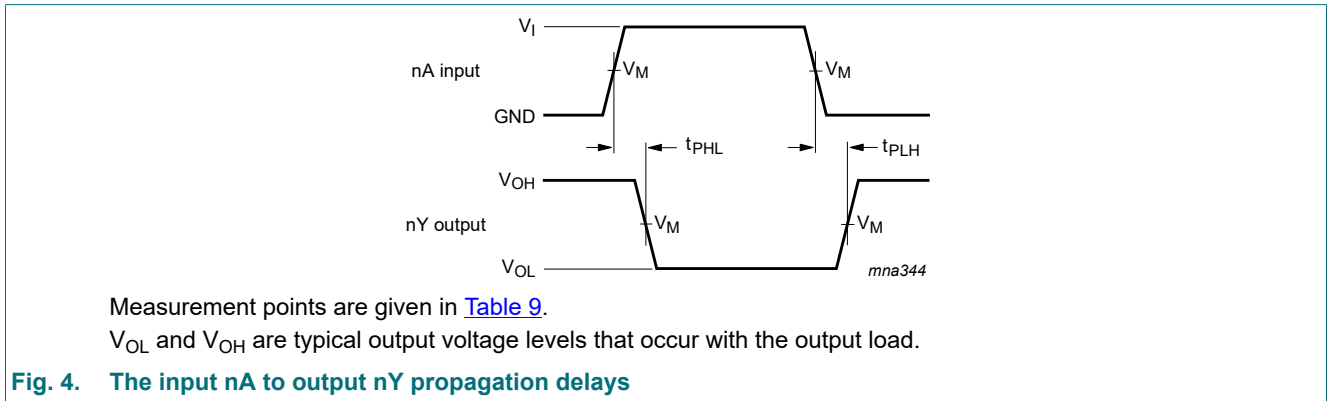 VI
nA input
VM
VM
GND
tPHL
tPLH
VOH
nY output
VM
VM
VOL
mna344
Measurement points are given in Table 9.
VOL and VOH are typical output voltage levels that occur with the output load.
Fig. 4. The input nA to output nY propagation delays